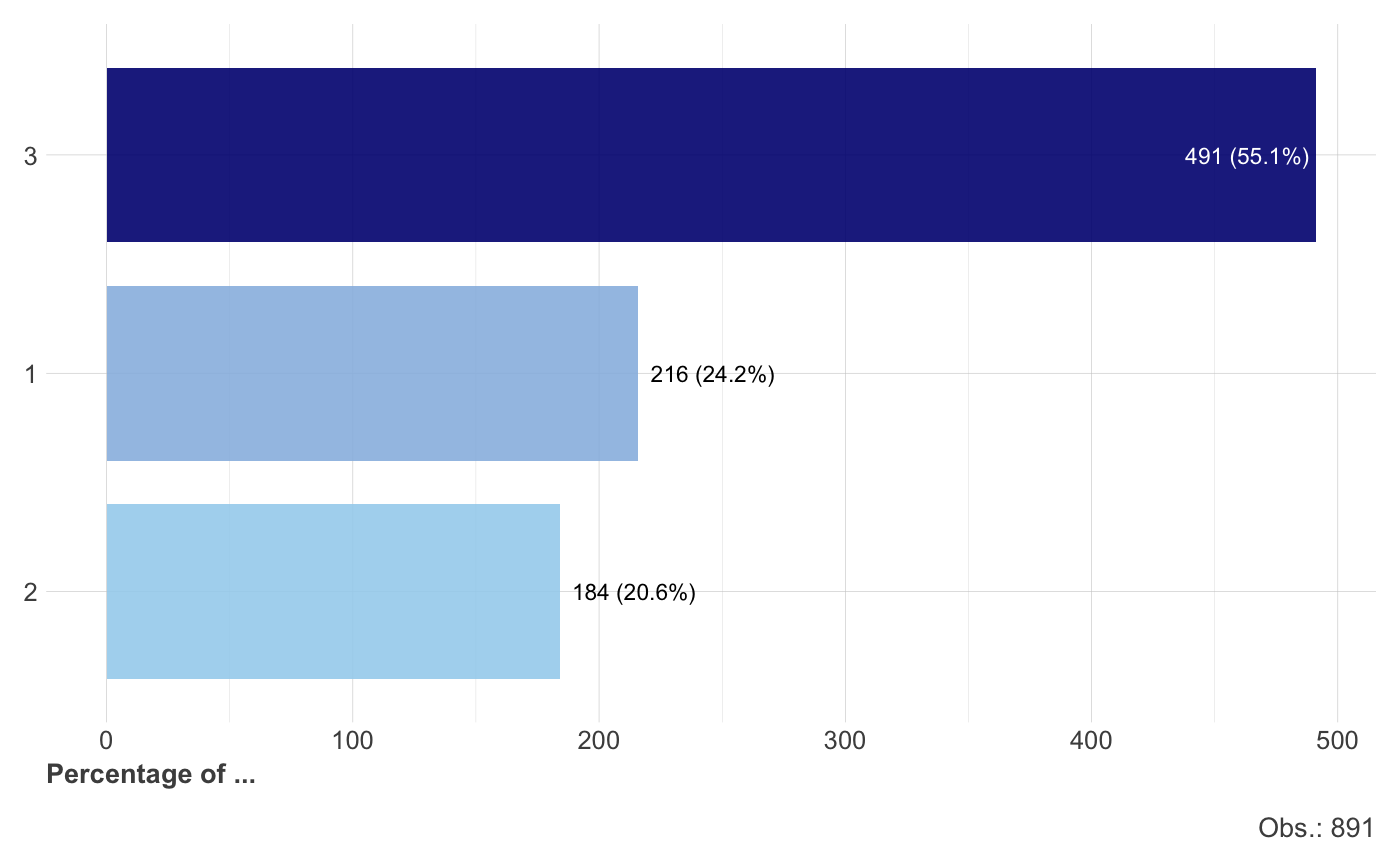 3
491 (55.1%)
1
216 (24.2%)
2
184 (20.6%)
0 100 200 300 400 500
Percentage of ...
Obs.: 891